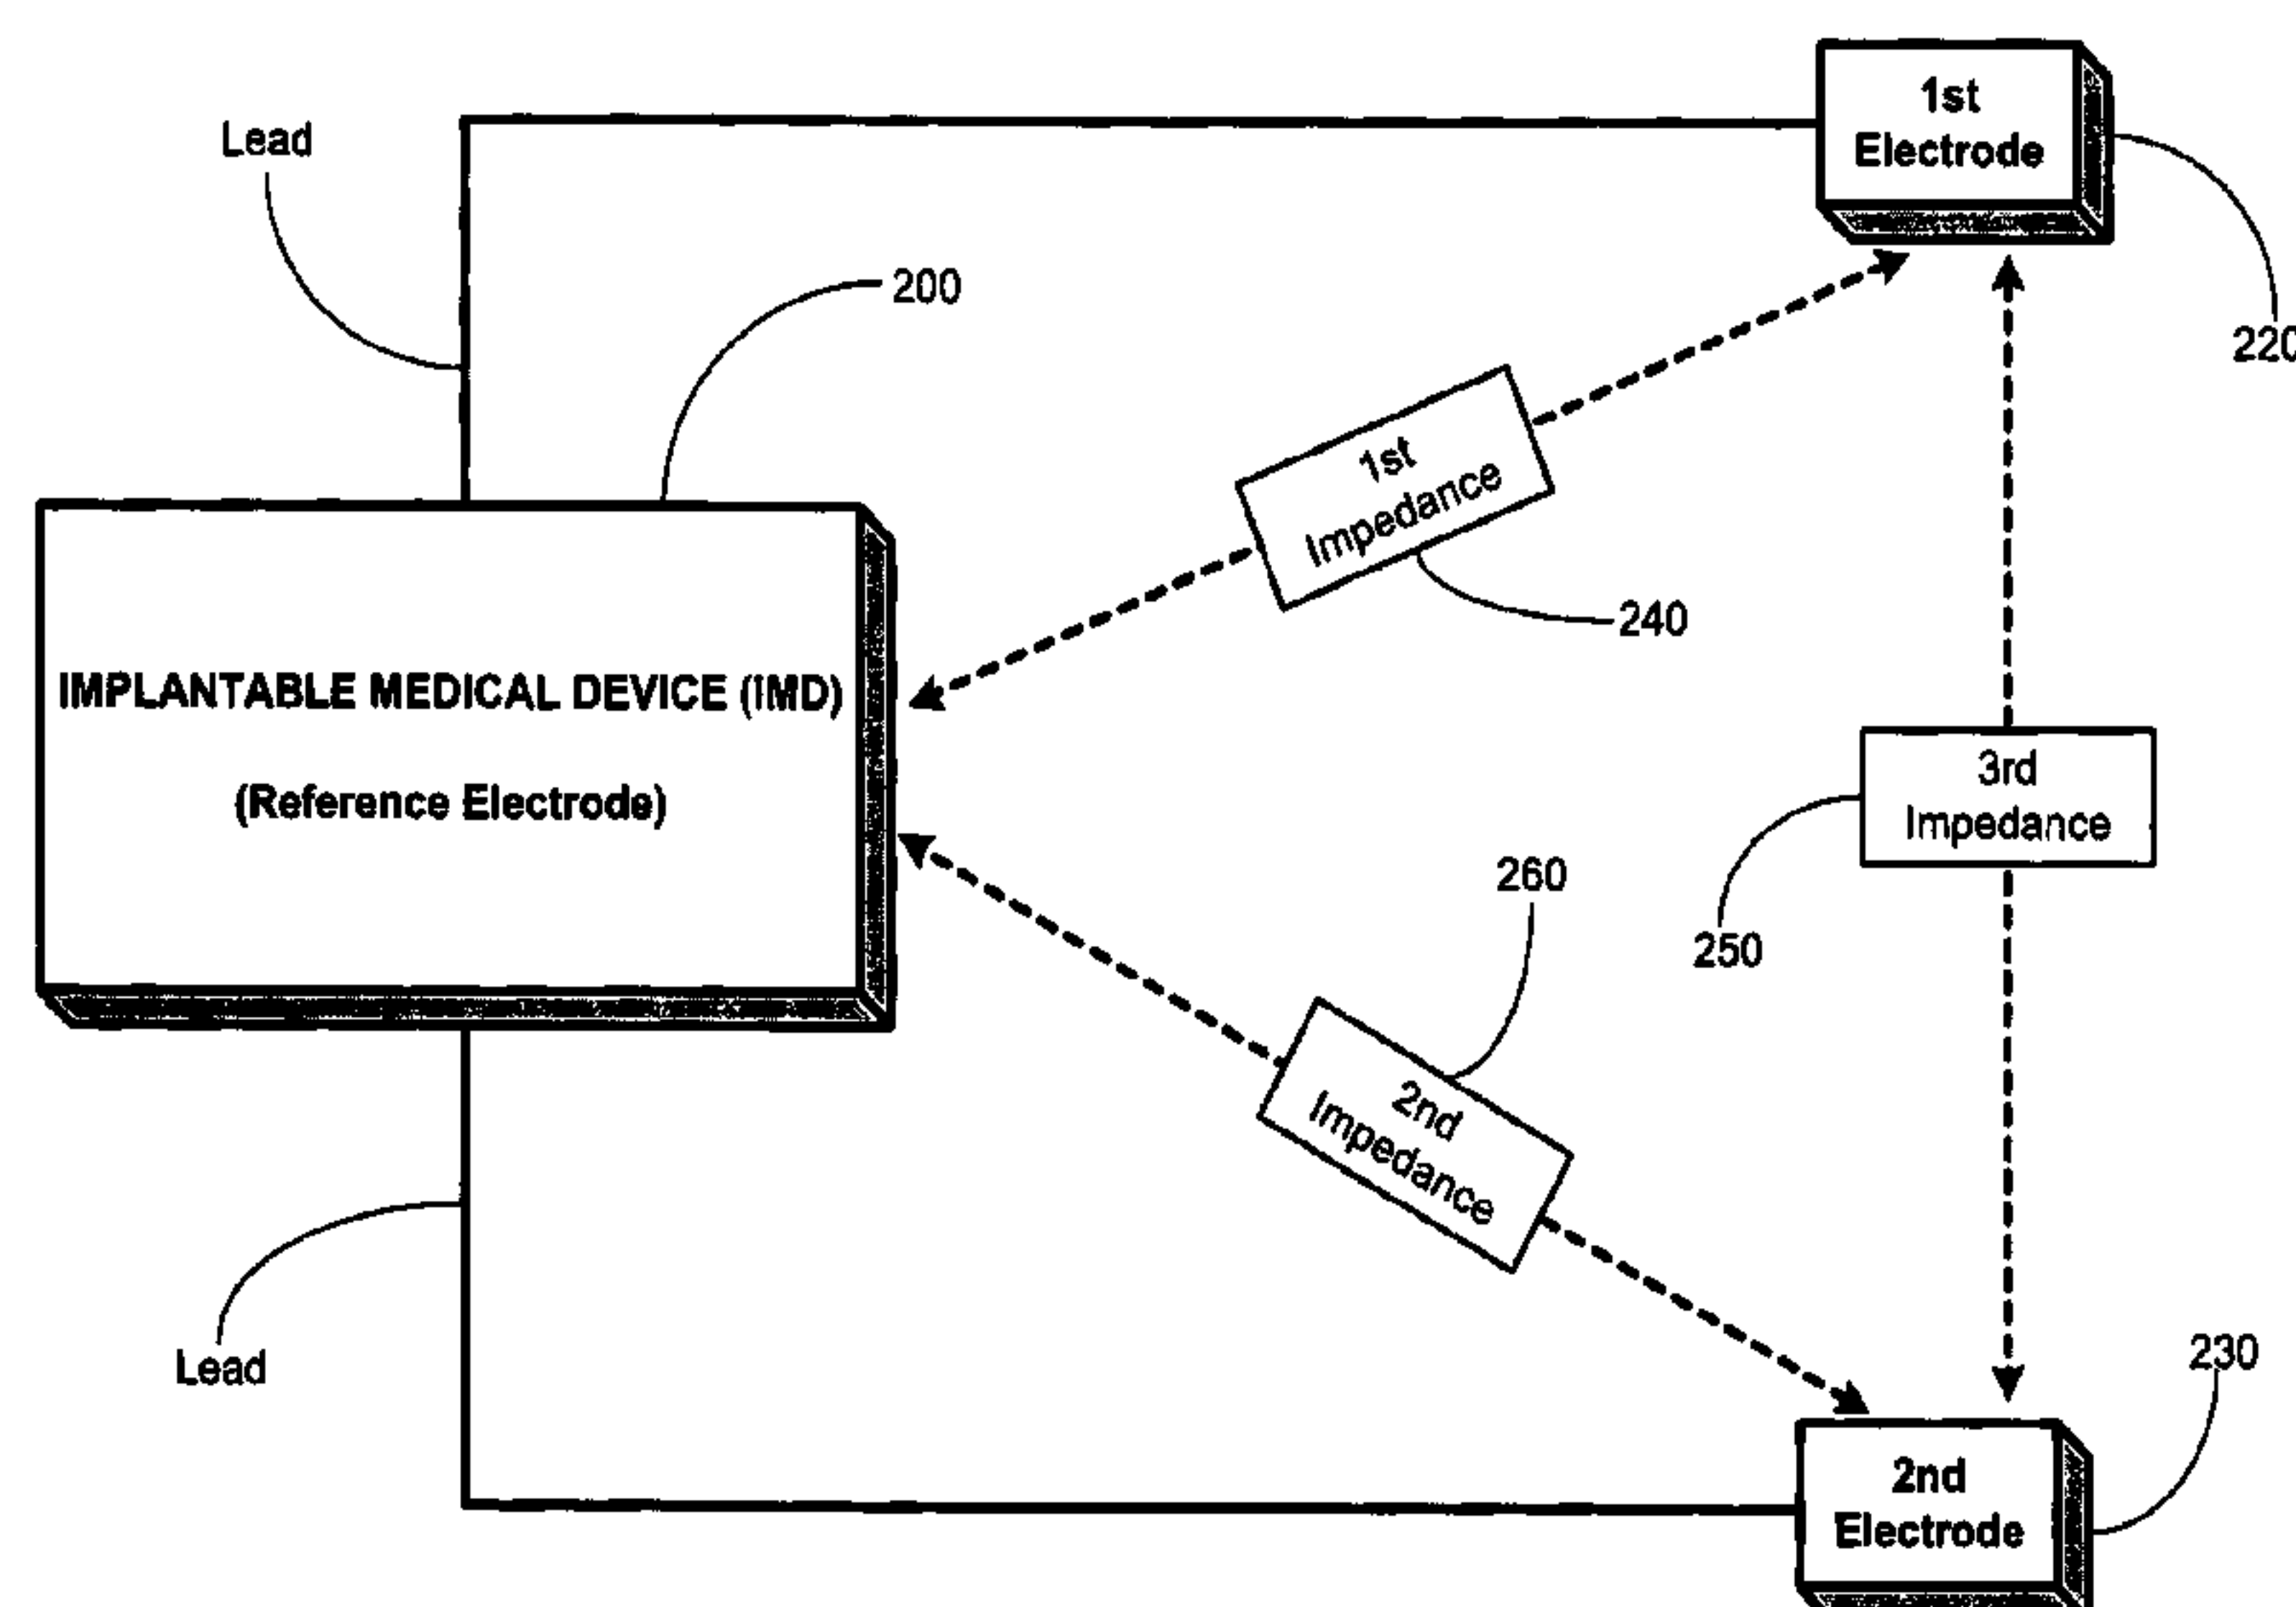 1st
Electrode
Lead
200
220
1st
Impedance
240
IMPLANTABLE MEDICAL DEVICE (IMD)
(Reference Electrode)
3rd
Impedance
260
250
2nd
Impedance
Lead
230
2nd
Electrode